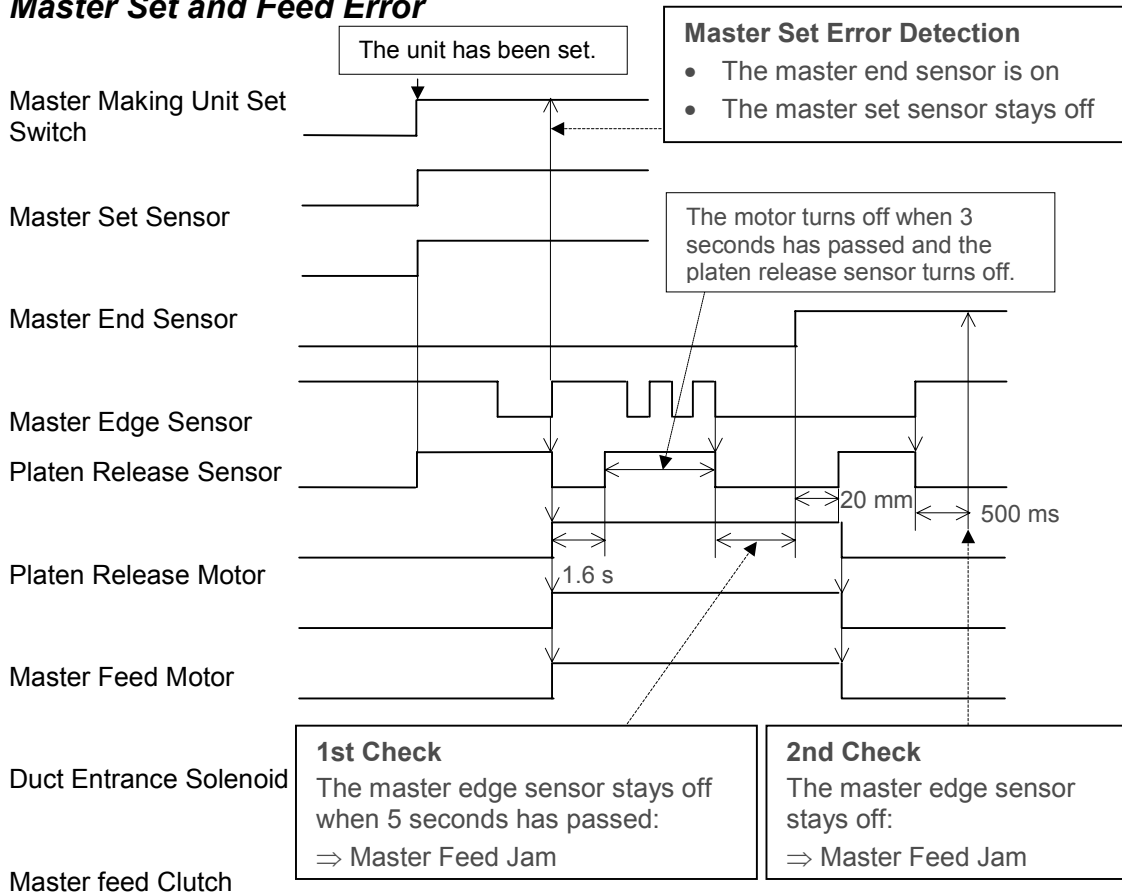 Master Set and Feed Error
The unit has been set.
Master Set Error Detection
• The master end sensor is on
• The master set sensor stays off
Master Making Unit Set
Switch
Master Set Sensor
The motor turns off when 3
seconds has passed and the
platen release sensor turns off.
Master End Sensor
Master Edge Sensor
Platen Release Sensor
20 mm
500 ms
Platen Release Motor
1.6 s
Master Feed Motor
1st Check
The master edge sensor stays off
when 5 seconds has passed:
⇒ Master Feed Jam
2nd Check
The master edge sensor
stays off:
⇒ Master Feed Jam
Duct Entrance Solenoid
Master feed Clutch